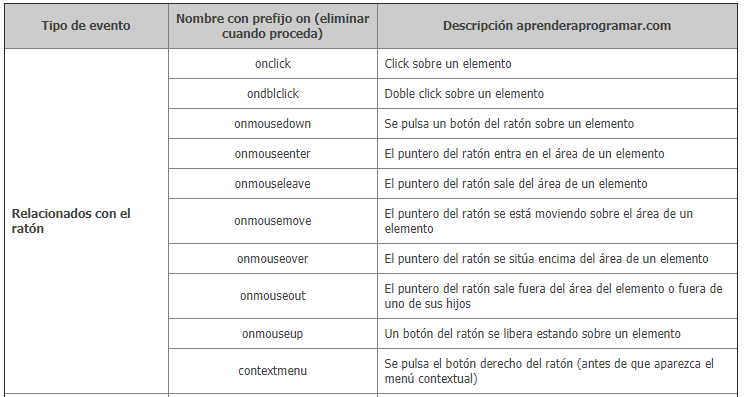 Tipo de evento
Nombre con prefijo on (eliminar
cuando proceda)
Descripción aprenderaprogramar.com
Relacionados con el
ratón
onclick
Click sobre un elemento
ondblclick
Doble click sobre un elemento
onmousedown
Se pulsa un botón del ratón sobre un elemento
onmouseenter
El puntero del ratón entra en el área de un elemento
onmouseleave
El puntero del ratón sale del área de un elemento
onmousemove
El puntero del ratón se está moviendo sobre el área de un
elemento
onmouseover
El puntero del ratón se sitúa encima del área de un elemento
onmouseout
El puntero del ratón sale fuera del área del elemento o fuera de
uno de sus hijos
onmouseup
Un botón del ratón se libera estando sobre un elemento
contextmenu
Se pulsa el botón derecho del ratón (antes de que aparezca el
menú contextual)